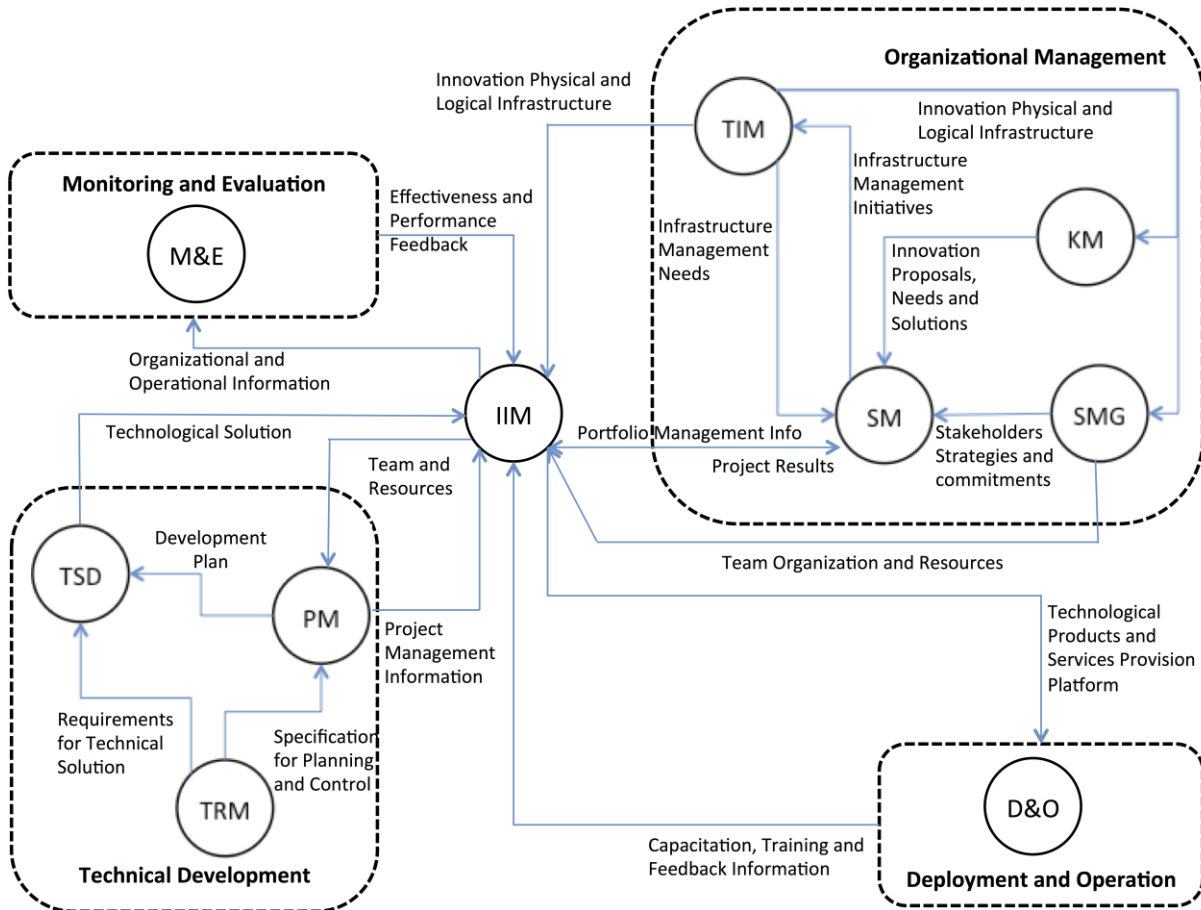 Organizational Management
Innovation Physical and
Logical Infrastructure
TIM
Innovation Physical and
Logical Infrastructure
Infrastructure
Management
Initiatives
Infrastructure
Management
Needs
KM
Innovation
Proposals,
Needs and
Solutions
SM
SMG
Stakeholders
Strategies and
commitments
Monitoring and Evaluation
M&E
Effectiveness and
Performance
Feedback
Organizational and
Operational Information
IIM
Technological Solution
Portfolio Management Info
Project Results
Team and
Resources
Team Organization and Resources
Development
Plan
TSD
PM
Project
Management
Information
Requirements
for Technical
Solution
Specification
for Planning
and Control
TRM
Technical Development
Technological
Products and
Services Provision
Platform
D&O
Capacitation, Training and
Feedback Information
Deployment and Operation